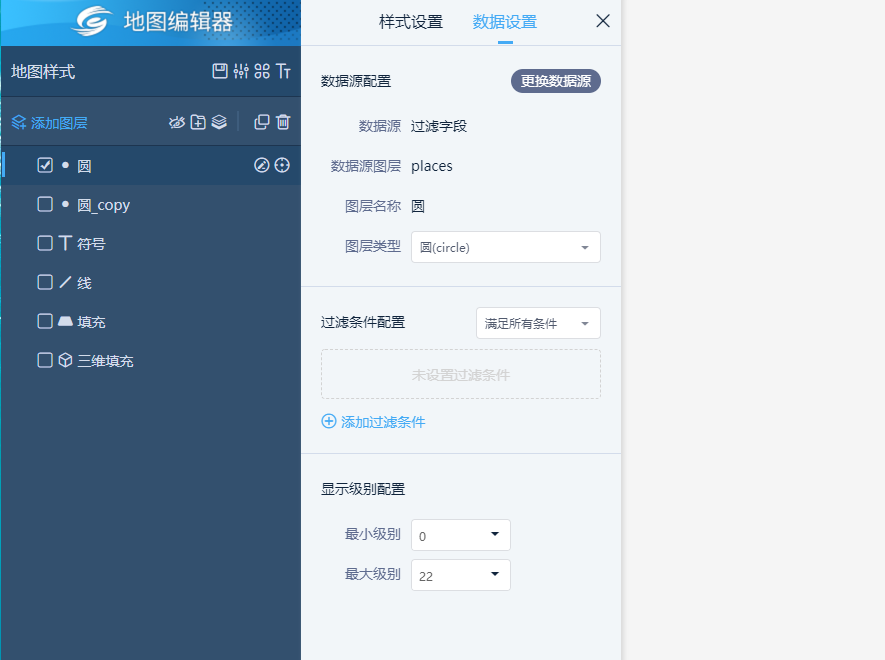 地图编辑器
地图样式
添加图层
圆
圆_copy
符号
线
填充
三维填充
样式设置 数据设置
数据源配置 更换数据源
数据源 过滤字段
数据源图层 places
图层名称 圆
图层类型 圆(circle)
过滤条件配置 满足所有条件
未设置过滤条件
添加过滤条件
显示级别配置
最小级别 0
最大级别 22